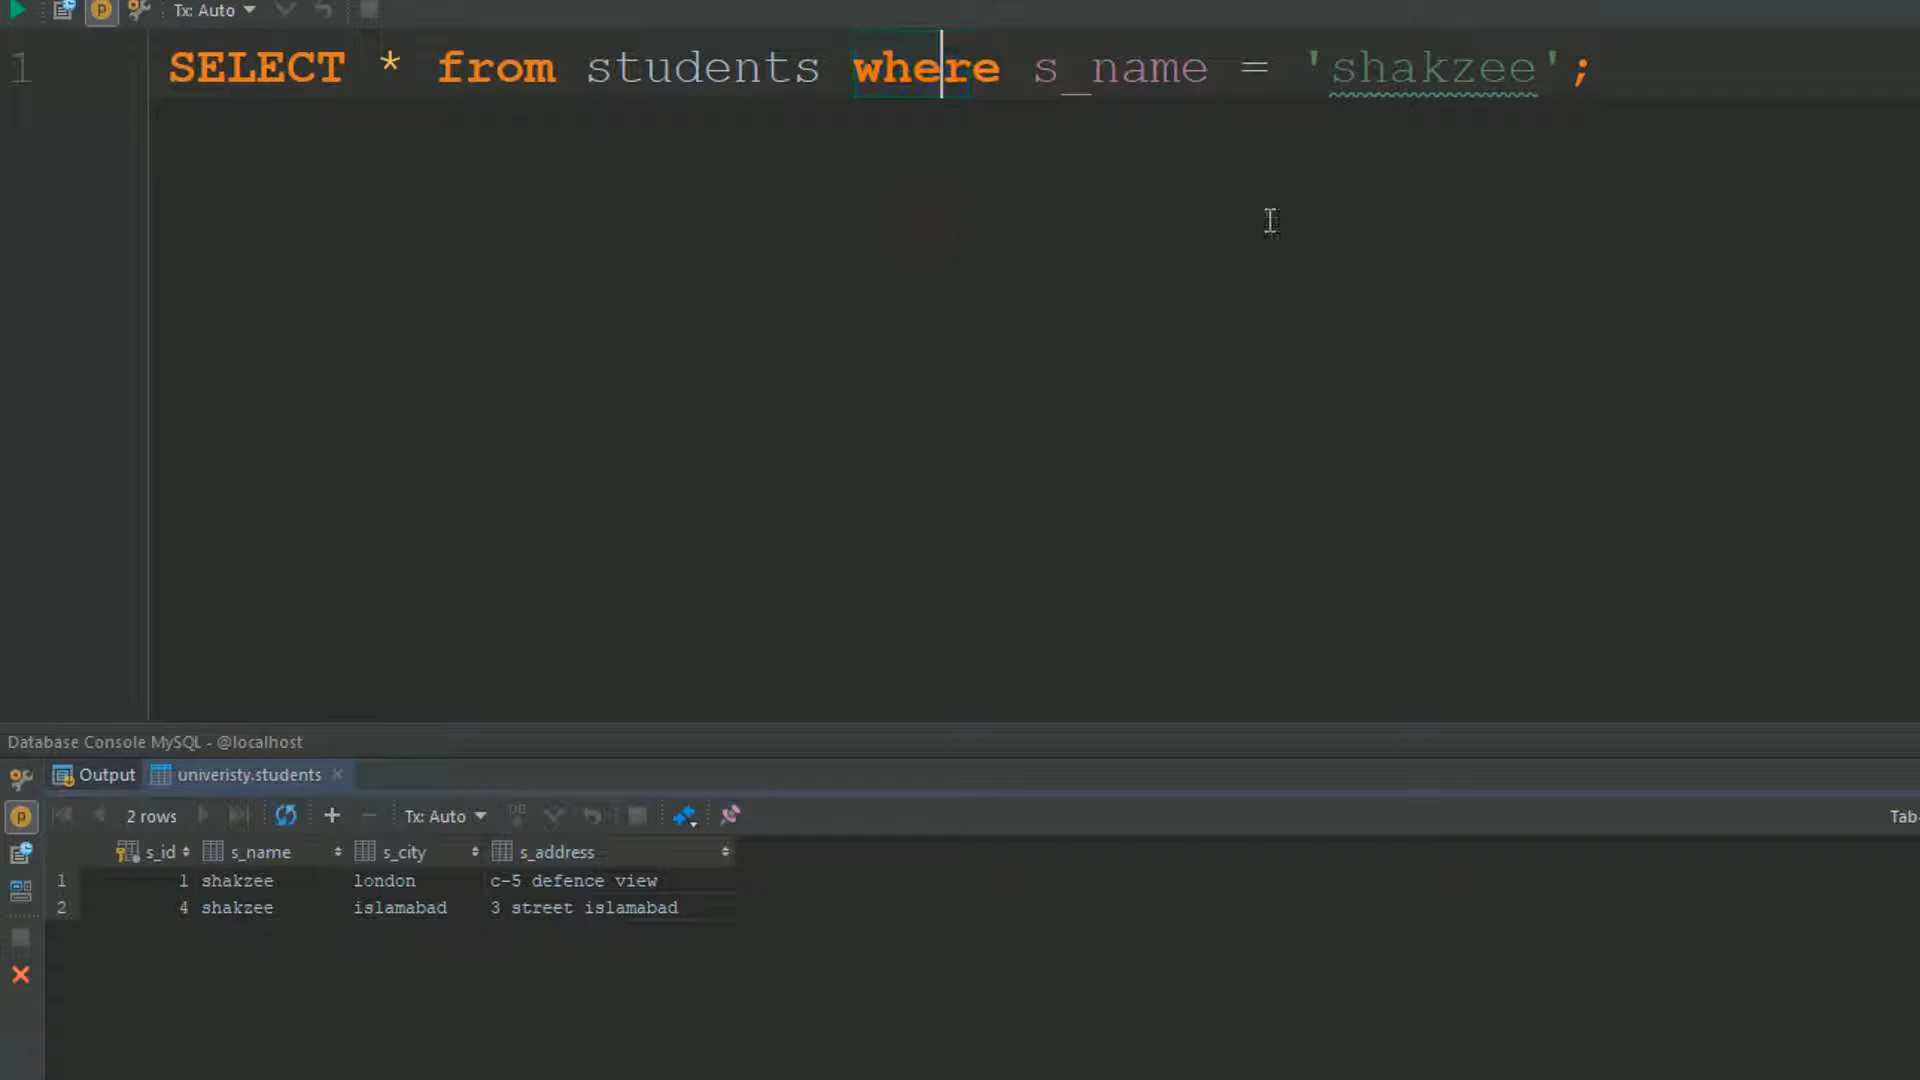 Tx: Auto
1 SELECT * from students where s_name = 'shakzee';
Database Console MySQL - @localhost
Output univeristy.students
2 rows Tx: Auto DB Tab-
s_id s_name s_city s_address
1 1 shakzee london c-5 defence view
2 4 shakzee islamabad 3 street islamabad